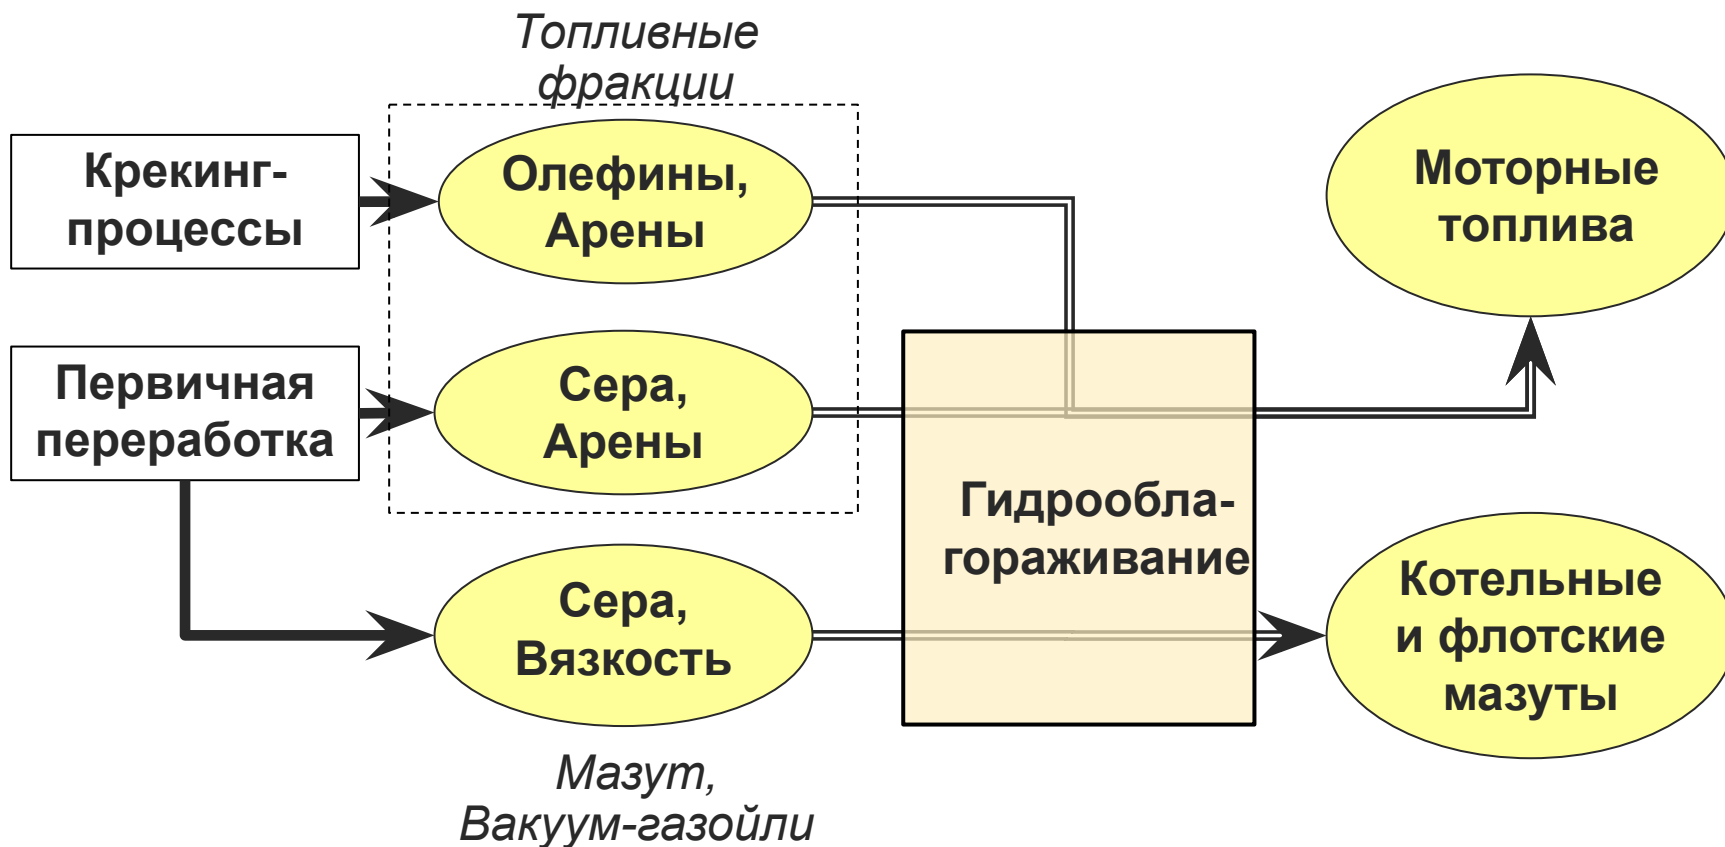 Топливные
фракции
Крекинг-
процессы
Олефины,
Арены
Моторные
топлива
Первичная
переработка
Сера,
Арены
Гидрообла-
гораживание
Сера,
Вязкость
Котельные
и флотские
мазуты
Мазут,
Вакуум-газойли